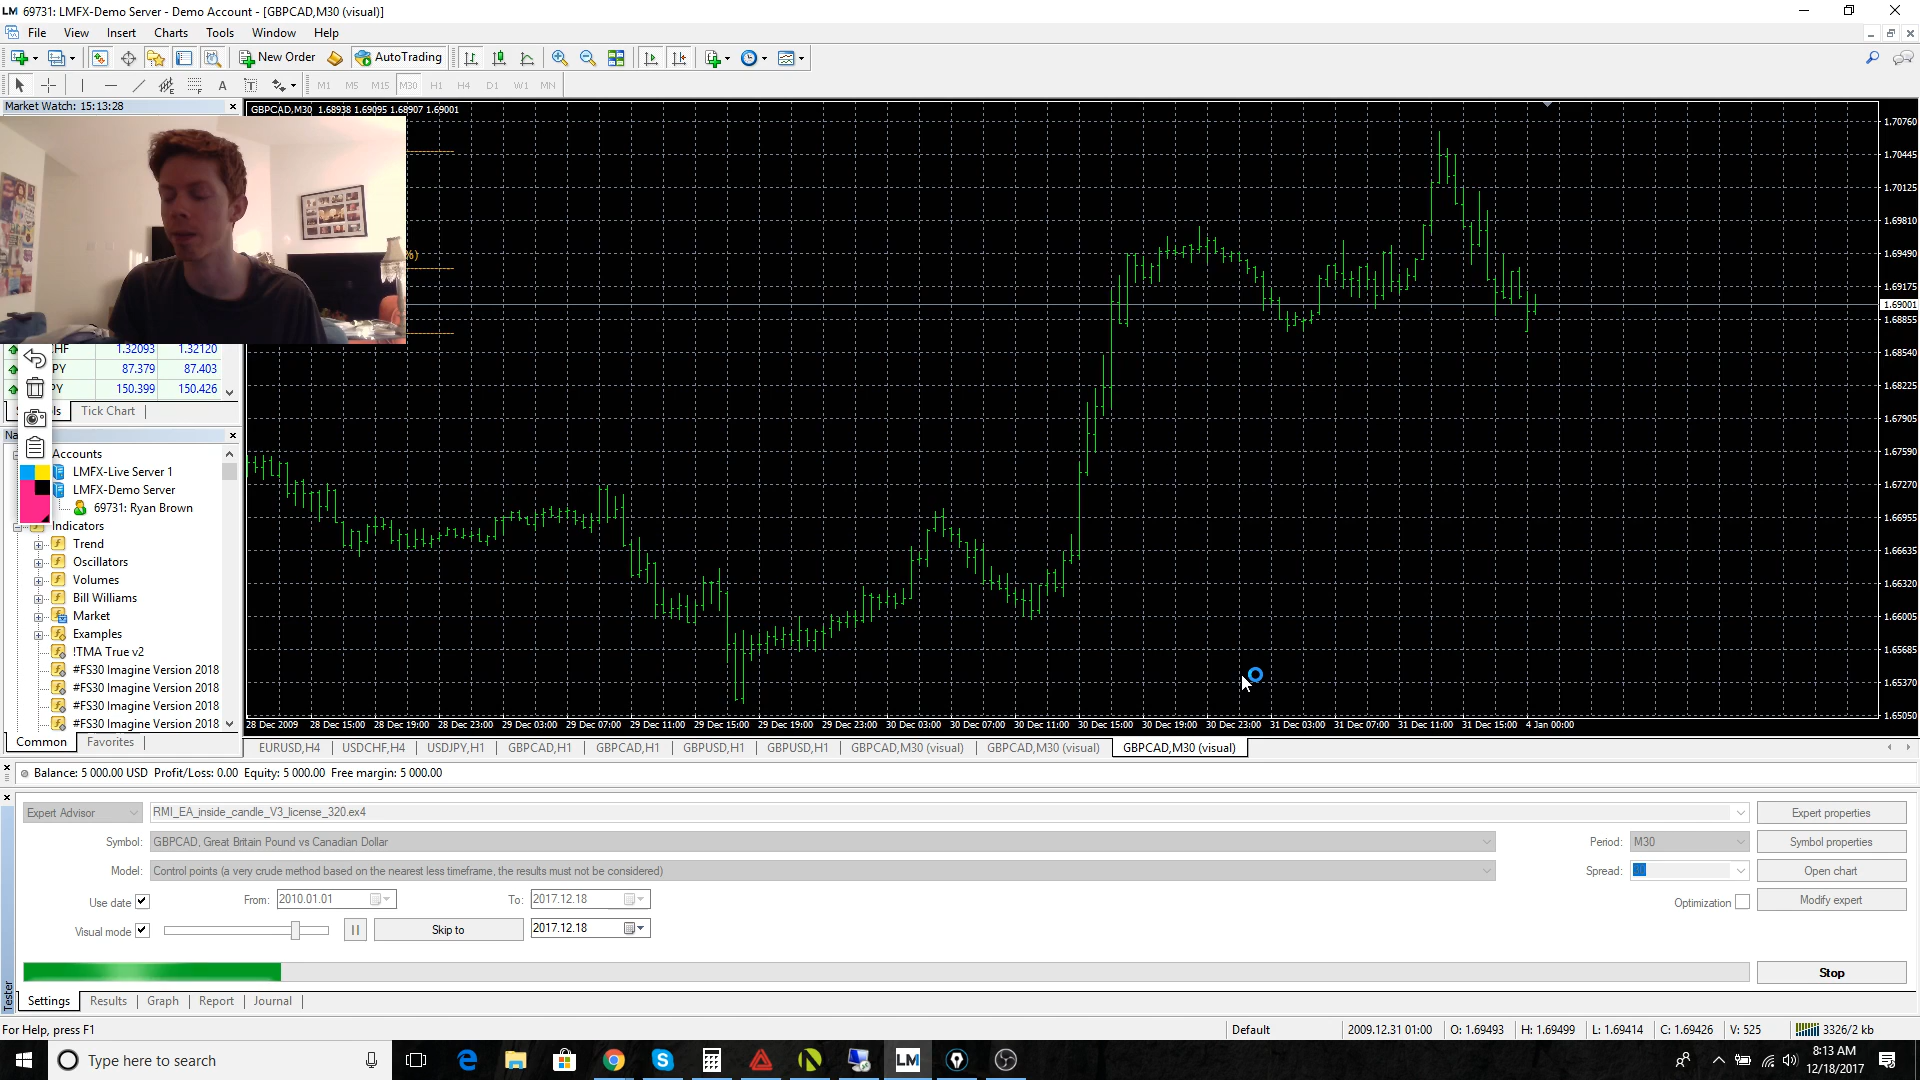 LM 69731: LMFX-Demo Server - Demo Account - [GBPCAD,M30 (visual)]
File View Insert Charts Tools Window Help
New Order AutoTrading
A T M1 M5 M15 M30 H1 H4 D1 W1 MN
Market Watch: 15:13:28
GBPCAD,M30 1.68938 1.69095 1.68907 1.69001
%)
HF 1.32093 1.32120
PY 87.379 87.403
PY 150.399 150.426
Tick Chart
Accounts
LMFX-Live Server 1
LMFX-Demo Server
69731: Ryan Brown
Indicators
Trend
Oscillators
Volumes
Bill Williams
Market
Examples
!TMA True v2
#FS30 Imagine Version 2018
#FS30 Imagine Version 2018
#FS30 Imagine Version 2018
#FS30 Imagine Version 2018
Common Favorites
1.70760
1.70445
1.70125
1.69810
1.69490
1.69175
1.69001
1.68855
1.68540
1.68225
1.67905
1.67590
1.67270
1.66955
1.66635
1.66320
1.66005
1.65685
1.65370
1.65050
28 Dec 2009 28 Dec 15:00 28 Dec 19:00 28 Dec 23:00 29 Dec 03:00 29 Dec 07:00 29 Dec 11:00 29 Dec 15:00 29 Dec 19:00 29 Dec 23:00 30 Dec 03:00 30 Dec 07:00 30 Dec 11:00 30 Dec 15:00 30 Dec 19:00 30 Dec 23:00 31 Dec 03:00 31 Dec 07:00 31 Dec 11:00 31 Dec 15:00 4 Jan 00:00
EURUSD,H4 USDCHF,H4 USDJPY,H1 GBPCAD,H1 GBPCAD,H1 GBPUSD,H1 GBPUSD,H1 GBPCAD,M30 (visual) GBPCAD,M30 (visual) GBPCAD,M30 (visual)
Balance: 5 000.00 USD Profit/Loss: 0.00 Equity: 5 000.00 Free margin: 5 000.00
Expert Advisor RMI_EA_inside_candle_V3_license_320.ex4 Expert properties
Symbol: GBPCAD, Great Britain Pound vs Canadian Dollar Period: M30 Symbol properties
Model: Control points (a very crude method based on the nearest less timeframe, the results must not be considered) Spread: Open chart
Use date From: 2010.01.01 To: 2017.12.18 Optimization Modify expert
Visual mode Skip to 2017.12.18
Stop
Tester
Settings Results Graph Report Journal
For Help, press F1 Default 2009.12.31 01:00 O: 1.69493 H: 1.69499 L: 1.69414 C: 1.69426 V: 525 3326/2 kb
Type here to search LM 8:13 AM
12/18/2017